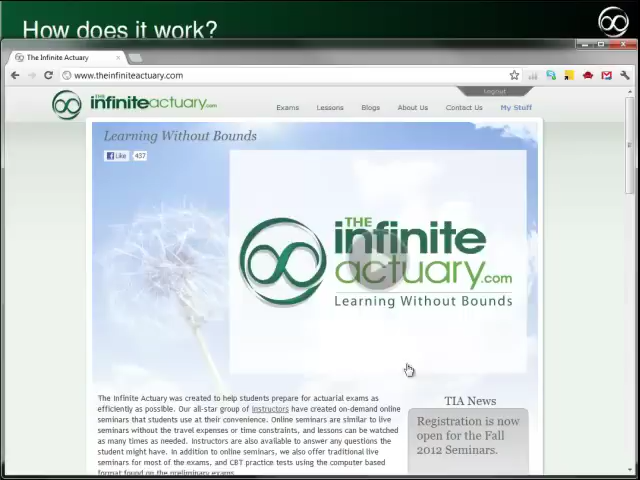 How does it work?
The Infinite Actuary
www.theinfiniteactuary.com
Logout
THE
infiniteactuary.com
Exams Lessons Blogs About Us Contact Us My Stuff
Learning Without Bounds
Like 437
THE
infinite
actuary.com
Learning Without Bounds
The Infinite Actuary was created to help students prepare for actuarial exams as
efficiently as possible. Our all-star group of instructors have created on-demand online
seminars that students use at their convenience. Online seminars are similar to live
seminars without the travel expenses or time constraints, and lessons can be watched
as many times as needed. Instructors are also available to answer any questions the
student might have. In addition to online seminars, we also offer traditional live
seminars for most of the exams, and CBT practice tests using the computer based
format found on the preliminary exams.
TIA News
Registration is now
open for the Fall
2012 Seminars.